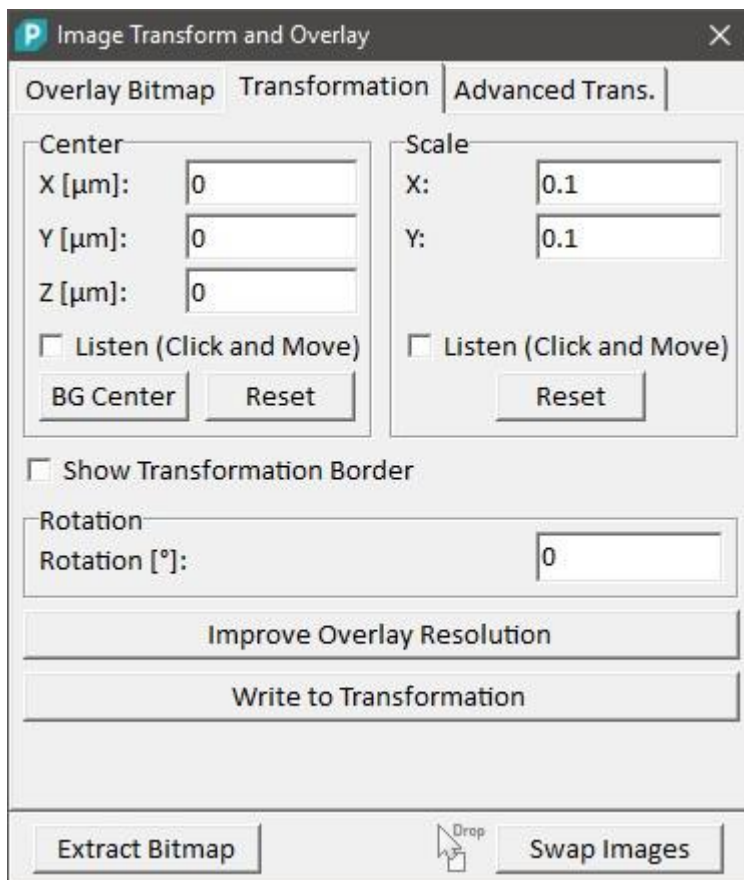 P Image Transform and Overlay
Overlay Bitmap Transformation Advanced Trans.
Center
X [µm]: 0
Y [µm]: 0
Z [µm]: 0
Listen (Click and Move)
BG Center Reset
Scale
X: 0.1
Y: 0.1
Listen (Click and Move)
Reset
Show Transformation Border
Rotation
Rotation [°]: 0
Improve Overlay Resolution
Write to Transformation
Extract Bitmap Drop Swap Images